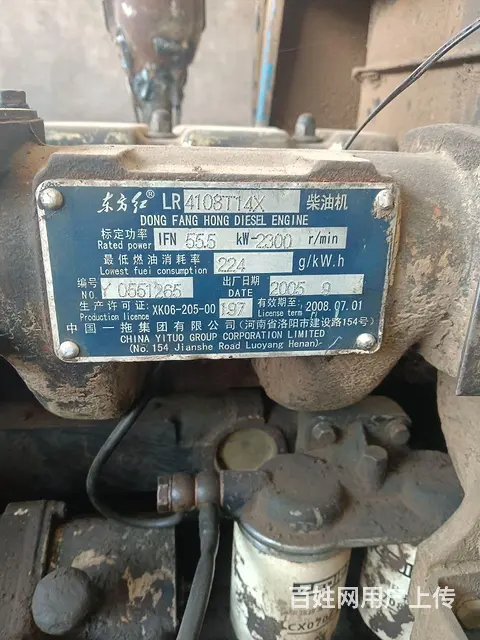 东方红® LR 4108T14X 柴油机
DONG FANG HONG DIESEL ENGINE
标定功率 Rated power IFN 55.5 kW-2300 r/min
最低燃油消耗率 Lowest fuel consumption 224 g/kW.h
编号 NO. Y0551265 出厂日期 DATE 2005 9
生产许可证: Production licence XK06-205-00 197 有效期至: License term 2008.07.01
中国一拖集团有限公司(河南省洛阳市建设路154号)
CHINA YITUO GROUP CORPORATION LIMITED
(No.154 Jianshe Road Luoyang Henan)
百姓网用户上传